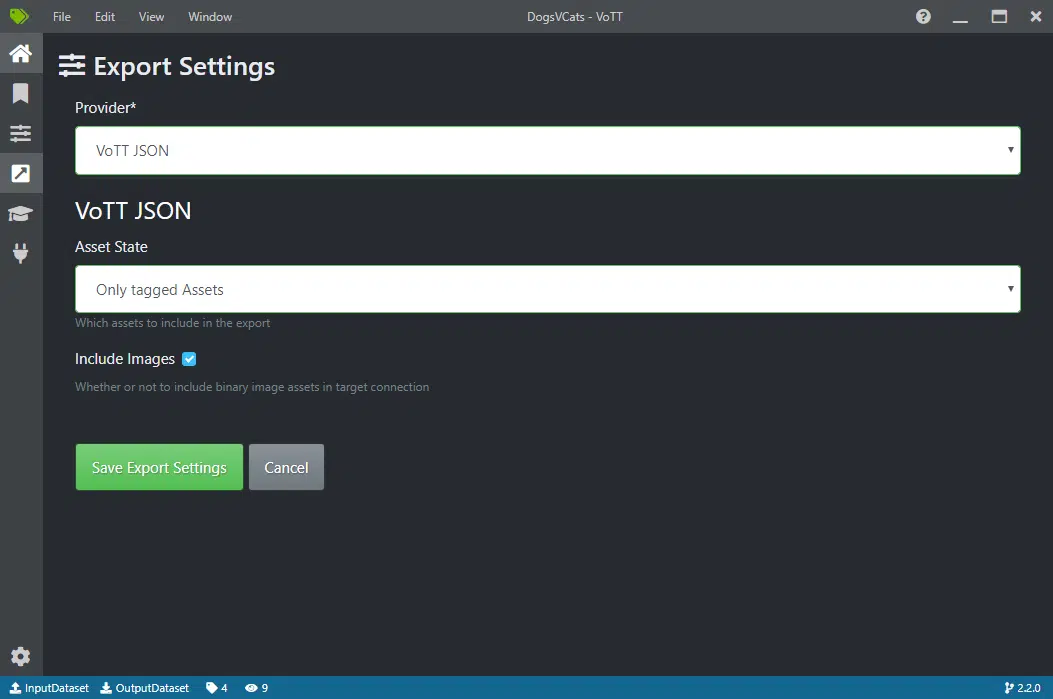 File Edit View Window DogsVCats - VoTT
Export Settings
Provider*
VoTT JSON
VoTT JSON
Asset State
Only tagged Assets
Which assets to include in the export
Include Images
Whether or not to include binary image assets in target connection
Save Export Settings Cancel
InputDataset OutputDataset 4 9 2.2.0